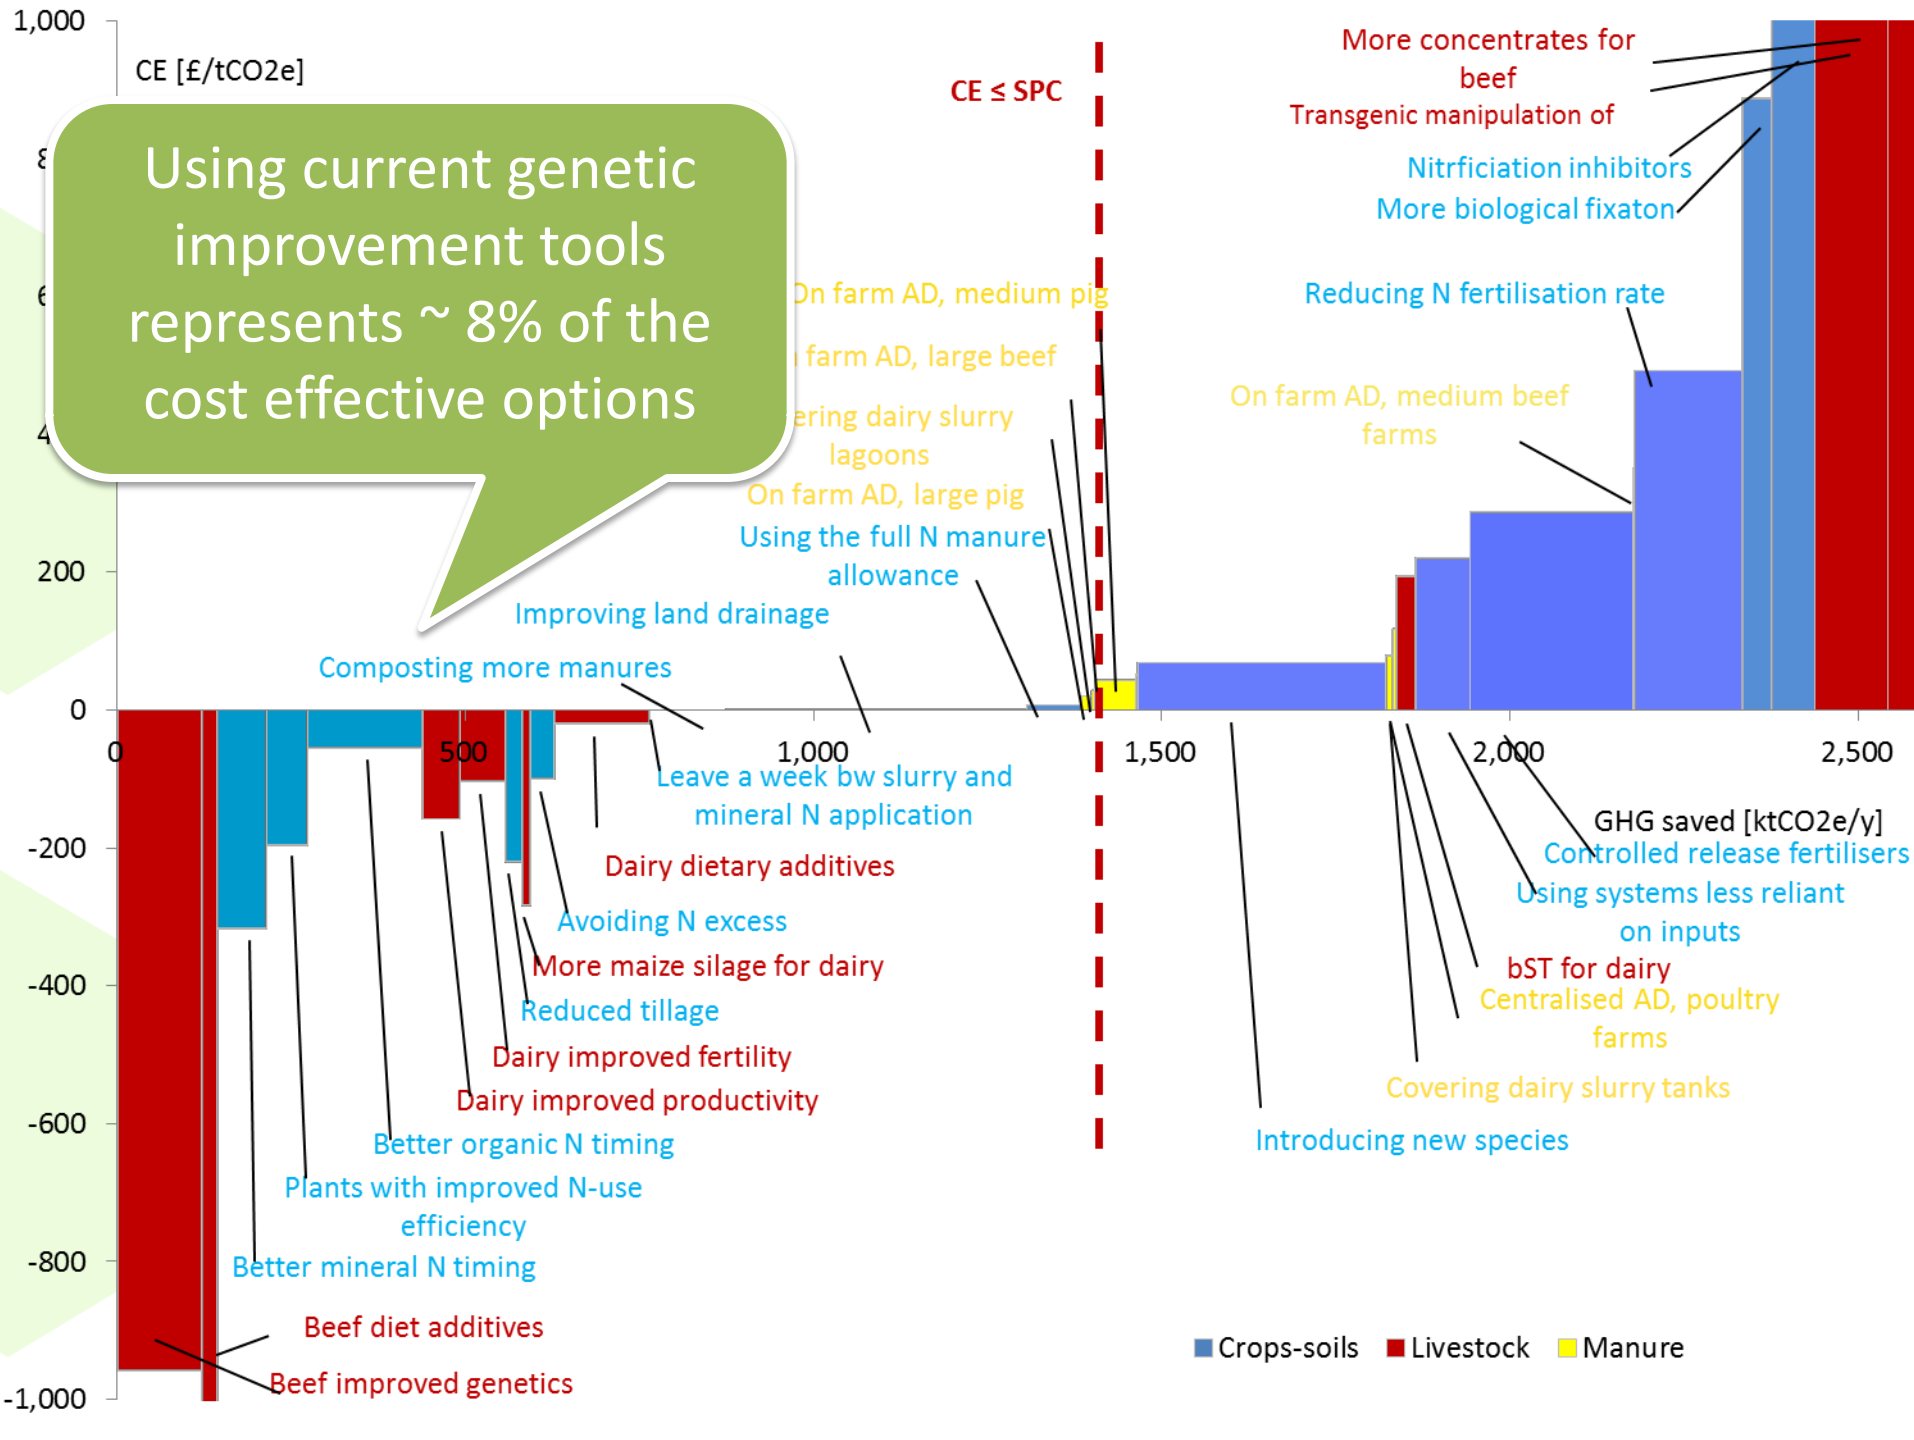 1,000
CE [£/tCO2e]
CE ≤ SPC
More concentrates for
beef
Transgenic manipulation of
Nitrficiation inhibitors
More biological fixaton
Using current genetic
improvement tools
represents ~ 8% of the
cost effective options
On farm AD, medium pig
farm AD, large beef
lagoons
On farm AD, large pig
Using the full N manure
allowance
Reducing N fertilisation rate
On farm AD, medium beef
farms
dairy slurry
200
Improving land drainage
Composting more manures
0
0
500
1,000
1,500
2,000
2,500
Leave a week bw slurry and
mineral N application
GHG saved [ktCO2e/y]
-200
Dairy dietary additives
Controlled release fertilisers
Using systems less reliant
on inputs
Avoiding N excess
More maize silage for dairy
bST for dairy
-400
Reduced tillage
Centralised AD, poultry
farms
Dairy improved fertility
Dairy improved productivity
Covering dairy slurry tanks
-600
Better organic N timing
Introducing new species
Plants with improved N-use
efficiency
-800
Better mineral N timing
Beef diet additives
Beef improved genetics
-1,000
Crops-soils
Livestock
Manure